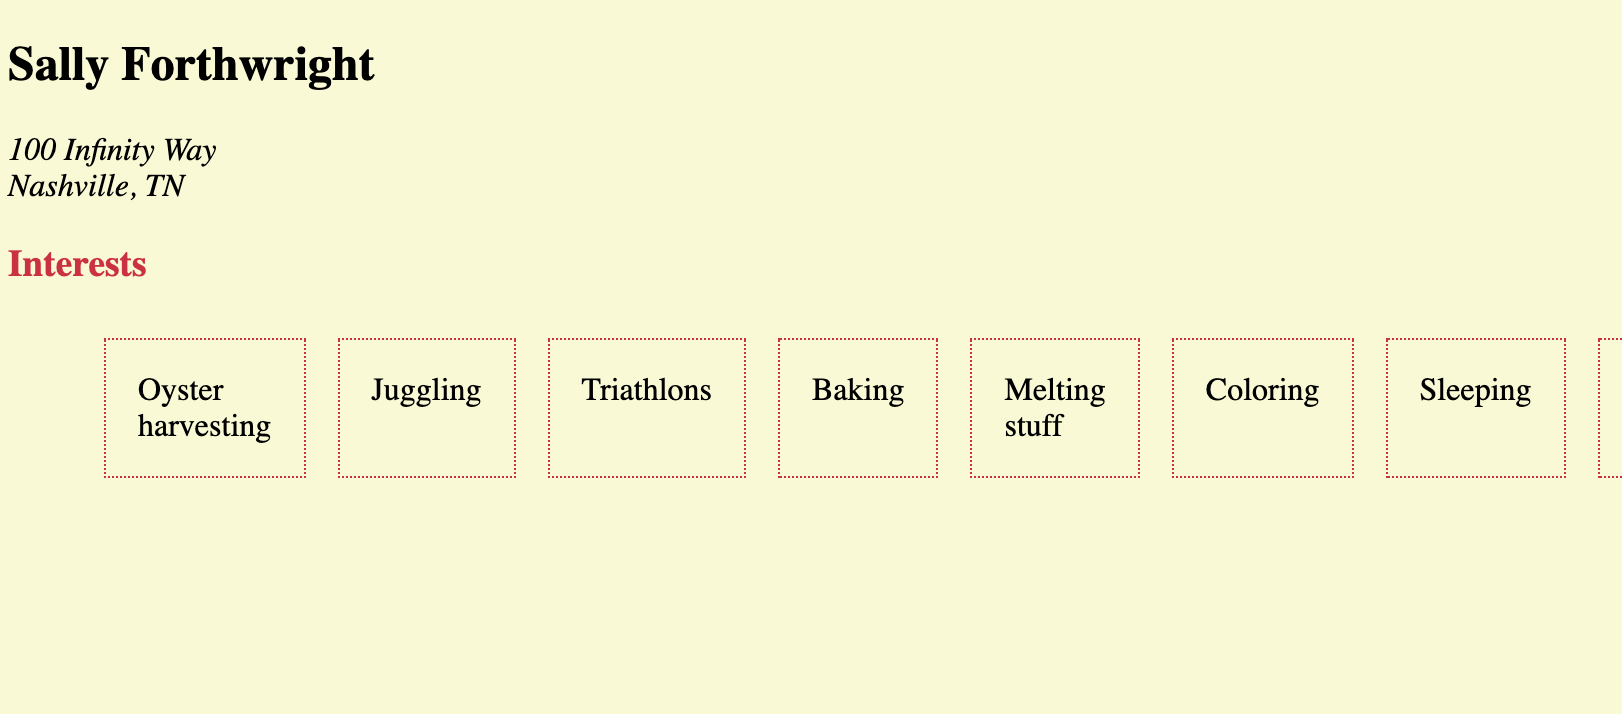 Sally Forthwright
100 Infinity Way
Nashville, TN
Interests
Oyster
harvesting
Juggling
Triathlons
Baking
Melting
stuff
Coloring
Sleeping